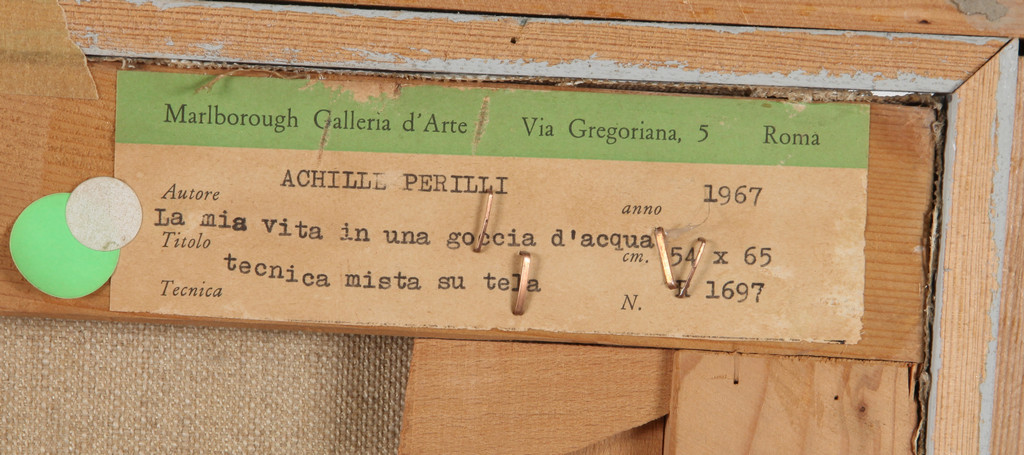 Marlborough Galleria d'Arte Via Gregoriana, 5 Roma
Autore ACHILLE PERILLI anno 1967
Titolo La mia vita in una goccia d'acqua cm. 54 x 65
Tecnica tecnica mista su tela N. 1697